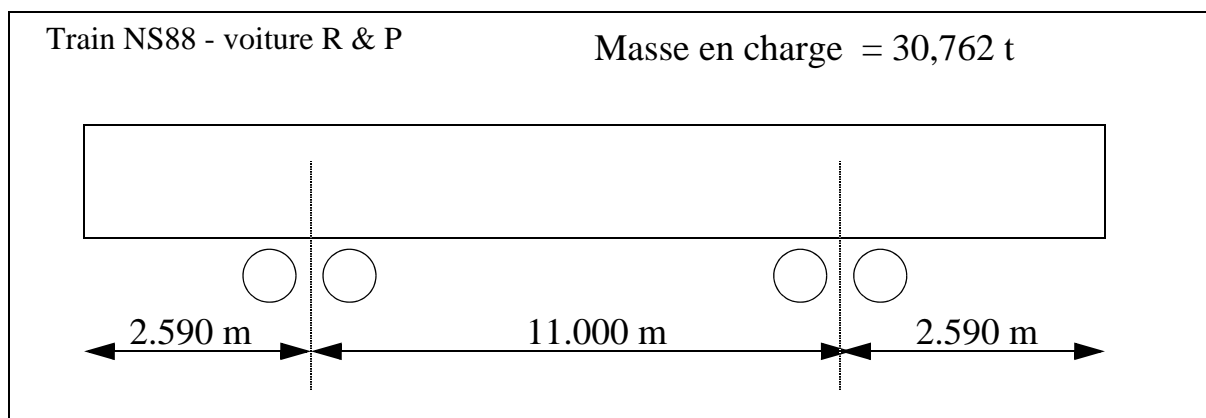 Train NS88 - voiture R & P
Masse en charge = 30,762 t
2.590 m
11.000 m
2.590 m